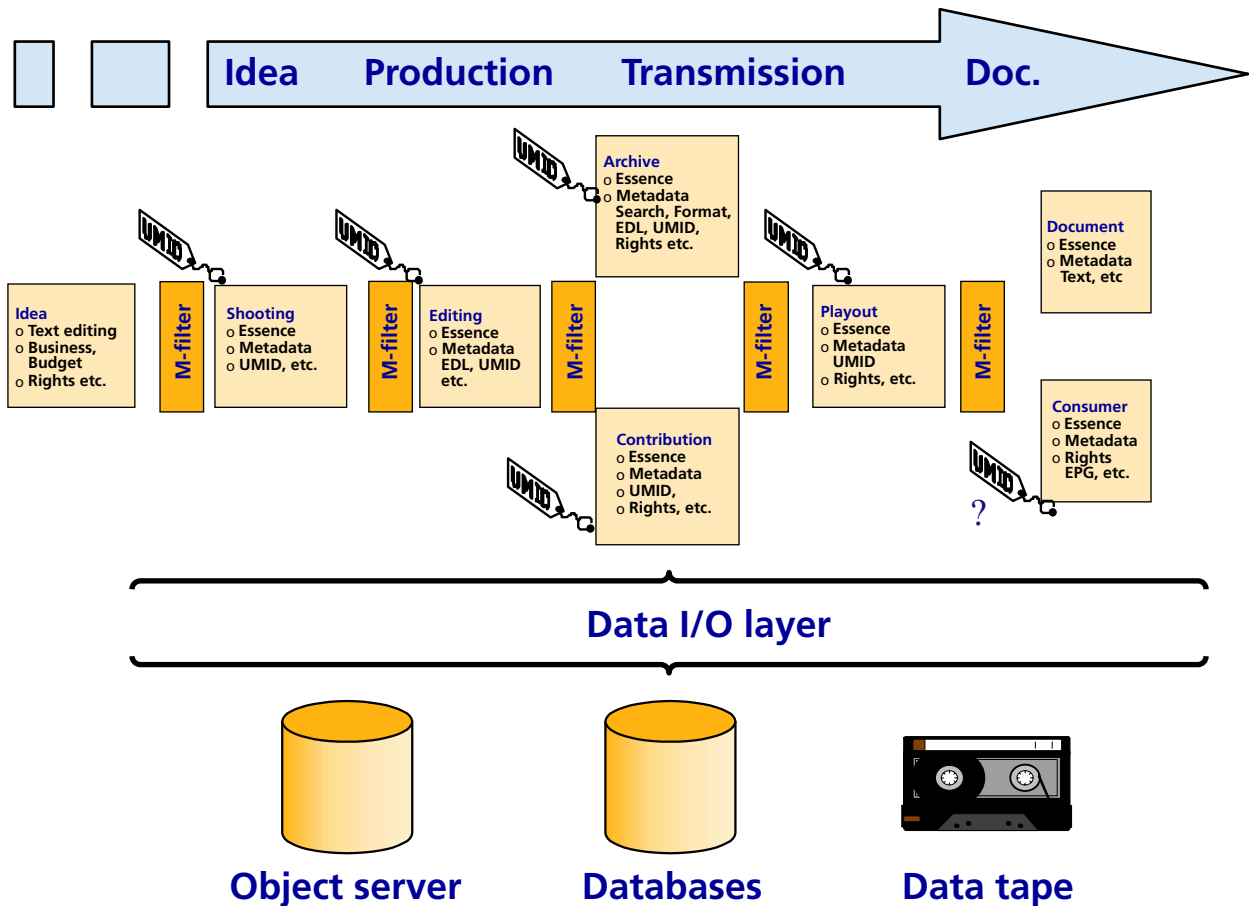 Idea Production Transmission Doc.
UMID
Archive
o Essence
o Metadata
Search, Format,
EDL, UMID,
Rights etc.
UMID
UMID
UMID
Document
o Essence
o Metadata
Text, etc
Idea
o Text editing
o Business,
Budget
o Rights etc.
M-filter
Shooting
o Essence
o Metadata
o UMID, etc.
M-filter
Editing
o Essence
o Metadata
EDL, UMID
etc.
M-filter
M-filter
Playout
o Essence
o Metadata
UMID
o Rights, etc.
M-filter
Contribution
o Essence
o Metadata
o UMID,
o Rights, etc.
UMID
Consumer
o Essence
o Metadata
o Rights
EPG, etc.
UMID
?
Data I/O layer
Object server
Databases
Data tape